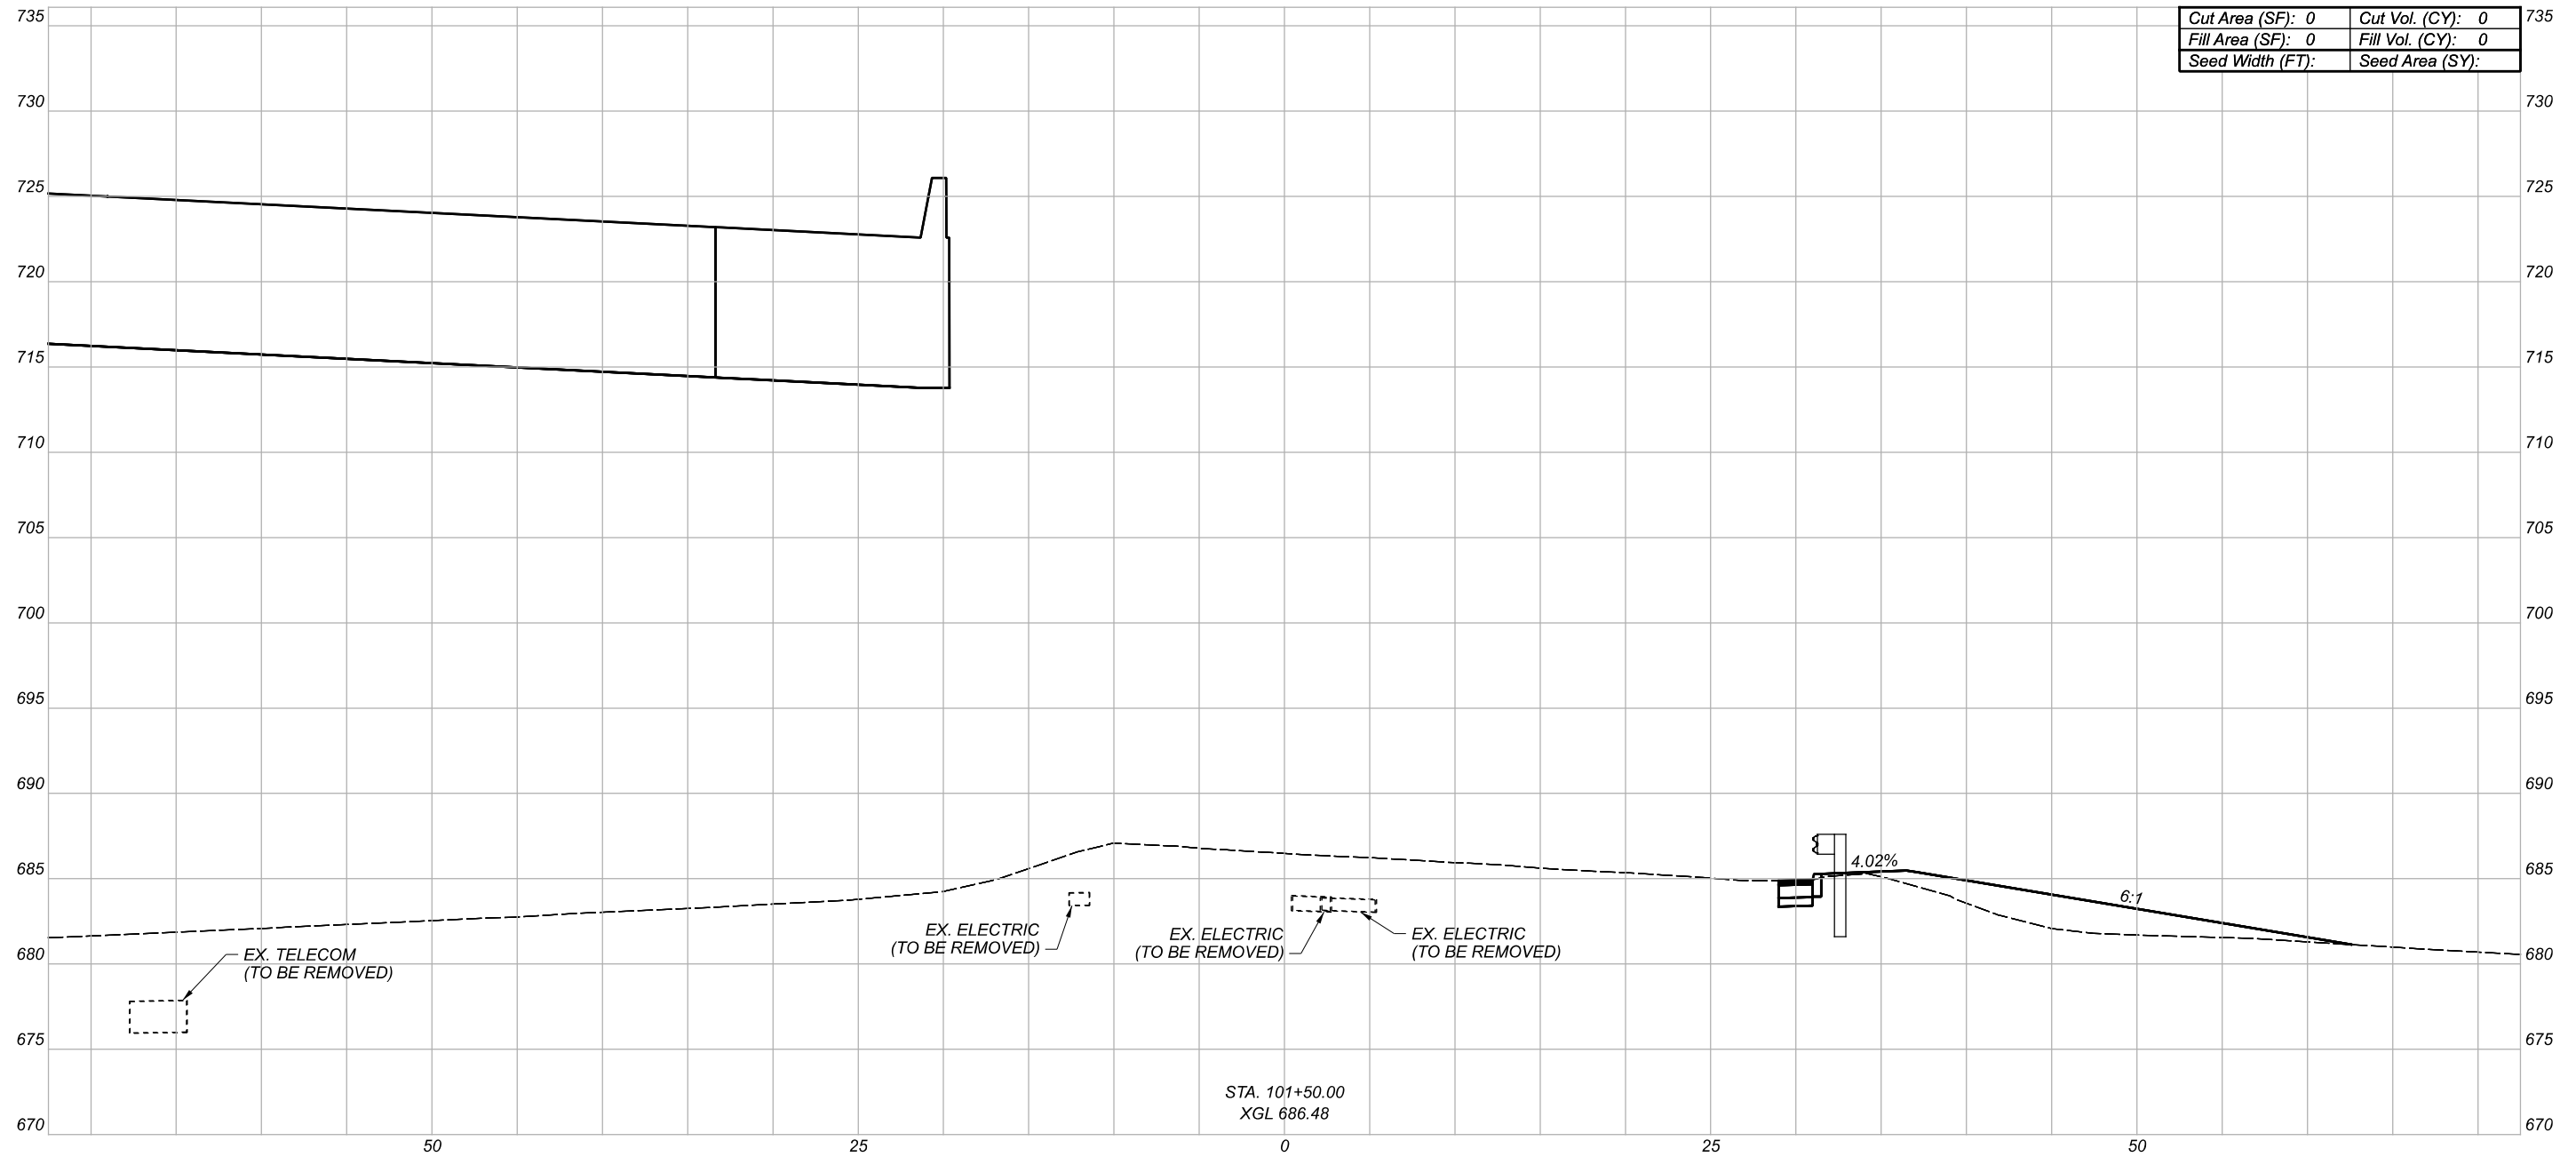 735
Cut Area (SF): 0 Cut Vol. (CY): 0
735
Fill Area (SF): 0 Fill Vol. (CY): 0
Seed Width (FT): Seed Area (SY):
730 730
725 725
720 720
715 715
710 710
705 705
700 700
695 695
690 690
685 4.02% 685
6:1
EX. ELECTRIC
(TO BE REMOVED)
EX. ELECTRIC
(TO BE REMOVED)
EX. ELECTRIC
(TO BE REMOVED)
680 680
EX. TELECOM
(TO BE REMOVED)
675 675
STA. 101+50.00
XGL 686.48
670 670
50 25 0 25 50